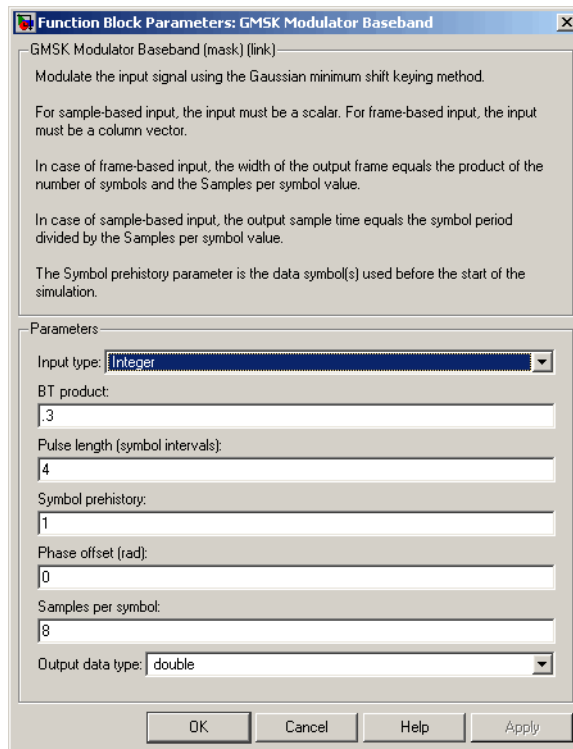 Function Block Parameters: GMSK Modulator Baseband
GMSK Modulator Baseband (mask) (link)
Modulate the input signal using the Gaussian minimum shift keying method.
For sample-based input, the input must be a scalar. For frame-based input, the input
must be a column vector.
In case of frame-based input, the width of the output frame equals the product of the
number of symbols and the Samples per symbol value.
In case of sample-based input, the output sample time equals the symbol period
divided by the Samples per symbol value.
The Symbol prehistory parameter is the data symbol(s) used before the start of the
simulation.
Parameters
Input type: Integer
BT product:
.3
Pulse length (symbol intervals):
4
Symbol prehistory:
1
Phase offset (rad):
0
Samples per symbol:
8
Output data type: double
OK Cancel Help Apply